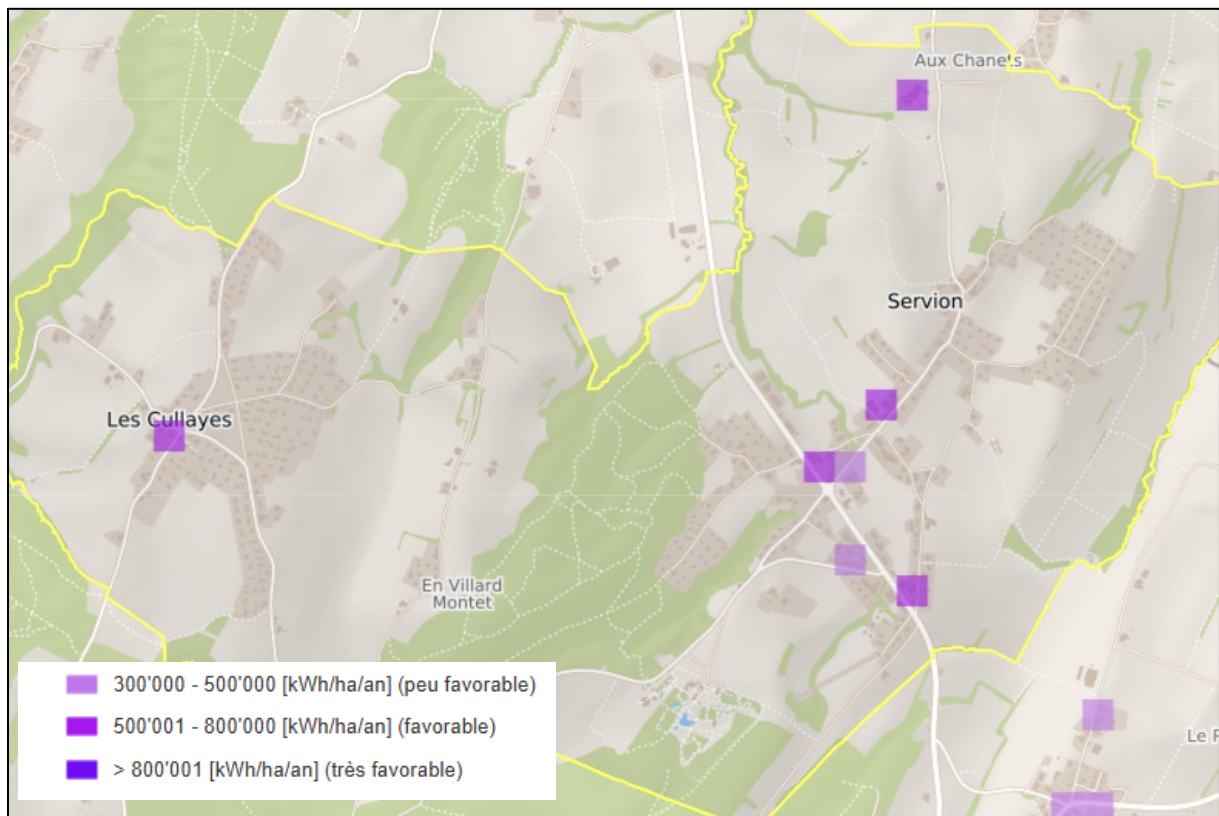 Aux Chanets
Servion
Les Cullayes
En Villard
Montet
300'000 - 500'000 [kWh/ha/an] (peu favorable)
500'001 - 800'000 [kWh/ha/an] (favorable)
> 800'001 [kWh/ha/an] (très favorable)
Le